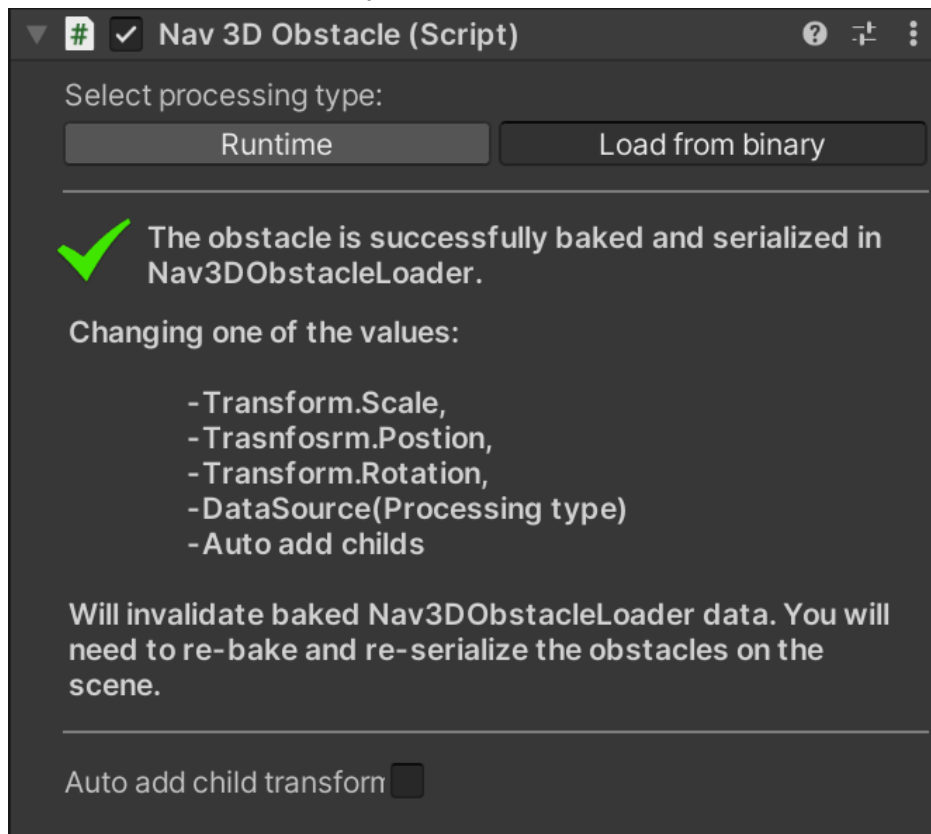 # Nav 3D Obstacle (Script)
Select processing type:
Runtime Load from binary
The obstacle is successfully baked and serialized in
Nav3DObstacleLoader.
Changing one of the values:
-Transform.Scale,
-Trasnfosrm.Postion,
-Transform.Rotation,
-DataSource(Processing type)
-Auto add childs
Will invalidate baked Nav3DObstacleLoader data. You will
need to re-bake and re-serialize the obstacles on the
scene.
Auto add child transform